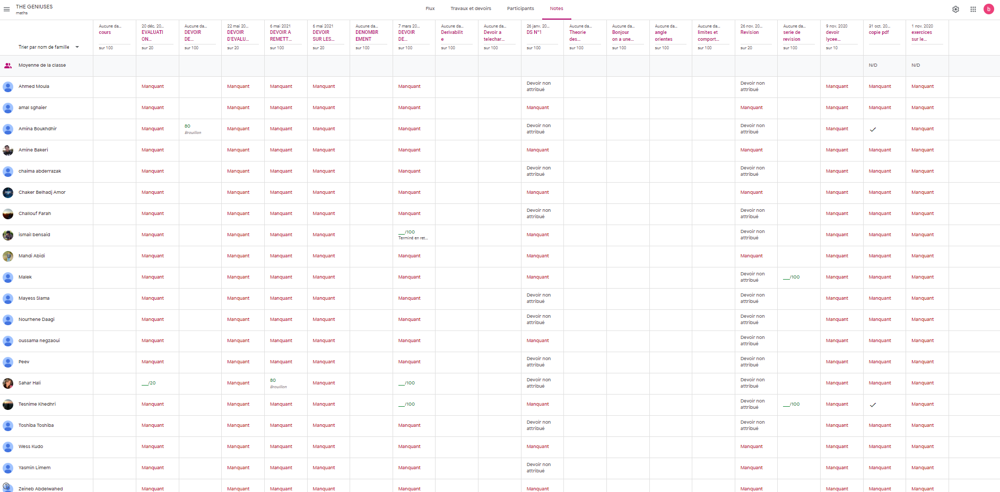 THE GENIUSES
maths
Flux Travaux et devoirs Participants Notes
b
Trier par nom de famille
Aucune da...
cours
sur 100
20 déc. 20...
EVALUATI
ON...
sur 20
Aucune da...
DEVOIR
DE...
sur 100
22 mai 20...
DEVOIR
D'EVALU...
sur 20
6 mai 2021
DEVOIR A
REMETT...
sur 100
6 mai 2021
DEVOIR
SUR LES...
sur 20
Aucune da...
DENOMBR
EMENT
sur 100
7 mars 20...
DEVOIR
DE...
sur 100
Aucune da...
Derivabilit
e
sur 100
Aucune da...
Devoir a
telechar...
sur 100
26 janv. 20...
DS N°1
sur 100
Aucune da...
Theorie
des...
sur 100
Aucune da...
Bonjour
on a une...
sur 100
Aucune da...
angle
orientes
sur 100
Aucune da...
limites et
comport...
sur 100
26 nov. 20...
Revision
sur 20
Aucune da...
serie de
revision
sur 100
9 nov. 2020
devoir
lycee...
sur 10
31 oct. 20...
copie pdf
1 nov. 2020
exercices
sur le...
Moyenne de la classe N/D N/D
Ahmed Moula Manquant Manquant Manquant Manquant Manquant Devoir non attribué Devoir non attribué Manquant Manquant Manquant
amal sghaier Manquant Manquant Manquant Manquant Manquant Manquant Manquant Manquant Manquant Manquant
Amina Boukhdhir Manquant 80 Brouillon Manquant Manquant Manquant Manquant Devoir non attribué Devoir non attribué Manquant ✓ Manquant
Amine Bakeri Manquant Manquant Manquant Manquant Manquant Manquant Manquant Manquant Manquant Manquant
chaima abderrazak Manquant Manquant Manquant Manquant Manquant Devoir non attribué Devoir non attribué Manquant Manquant Manquant
Chaker Belhadj Amor Manquant Manquant Manquant Manquant Manquant Manquant Manquant Manquant Manquant Manquant
Challouf Farah Manquant Manquant Manquant Manquant Manquant Devoir non attribué Devoir non attribué Manquant Manquant Manquant
ismail bensaid Manquant Manquant Manquant Manquant __/100 Terminé en ret... Manquant Devoir non attribué Manquant Manquant Manquant
Mahdi Abidi Manquant Manquant Manquant Manquant Manquant Manquant Manquant Manquant Manquant Manquant
Malek Manquant Manquant Manquant Manquant Manquant Manquant Devoir non attribué __/100 Manquant Manquant Manquant
Mayess Slama Manquant Manquant Manquant Manquant Manquant Devoir non attribué Devoir non attribué Manquant Manquant Manquant
Nourhene Daagi Manquant Manquant Manquant Manquant Manquant Devoir non attribué Devoir non attribué Manquant Manquant Manquant
oussama negzaoui Manquant Manquant Manquant Manquant Manquant Manquant Devoir non attribué Manquant Manquant Manquant
Peev Manquant Manquant Manquant Manquant Manquant Devoir non attribué Devoir non attribué Manquant Manquant Manquant
Sahar Hali __/20 Manquant 80 Brouillon Manquant __/100 Devoir non attribué Devoir non attribué Manquant Manquant Manquant
Tesnime Khedhri Manquant Manquant Manquant Manquant __/100 Manquant Devoir non attribué __/100 Manquant ✓ Manquant
Toshiba Toshiba Manquant Manquant Manquant Manquant Manquant Devoir non attribué Devoir non attribué Manquant Manquant Manquant
Wess Kudo Manquant Manquant Manquant Manquant Manquant Manquant Manquant Manquant Manquant Manquant
Yasmin Limem Manquant Manquant Manquant Manquant Manquant Devoir non attribué Manquant Manquant Manquant Manquant
Zeineb Abdelwahed Manquant Manquant Manquant Manquant Manquant Manquant Manquant Manquant Manquant Manquant